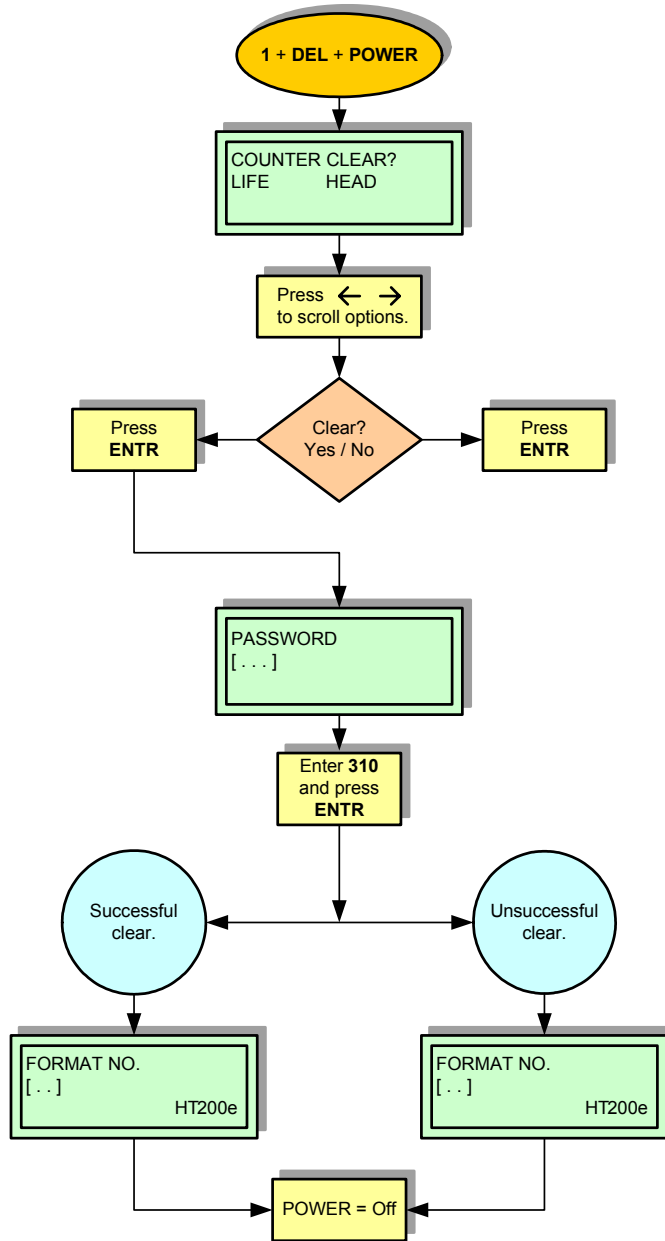 1 + DEL + POWER
COUNTER CLEAR?
LIFE HEAD
Press ← →
to scroll options.
Press
ENTR
Clear?
Yes / No
Press
ENTR
PASSWORD
[ . . . ]
Enter 310
and press
ENTR
Successful
clear.
Unsuccessful
clear.
FORMAT NO.
[ . . ]
HT200e
FORMAT NO.
[ . . ]
HT200e
POWER = Off